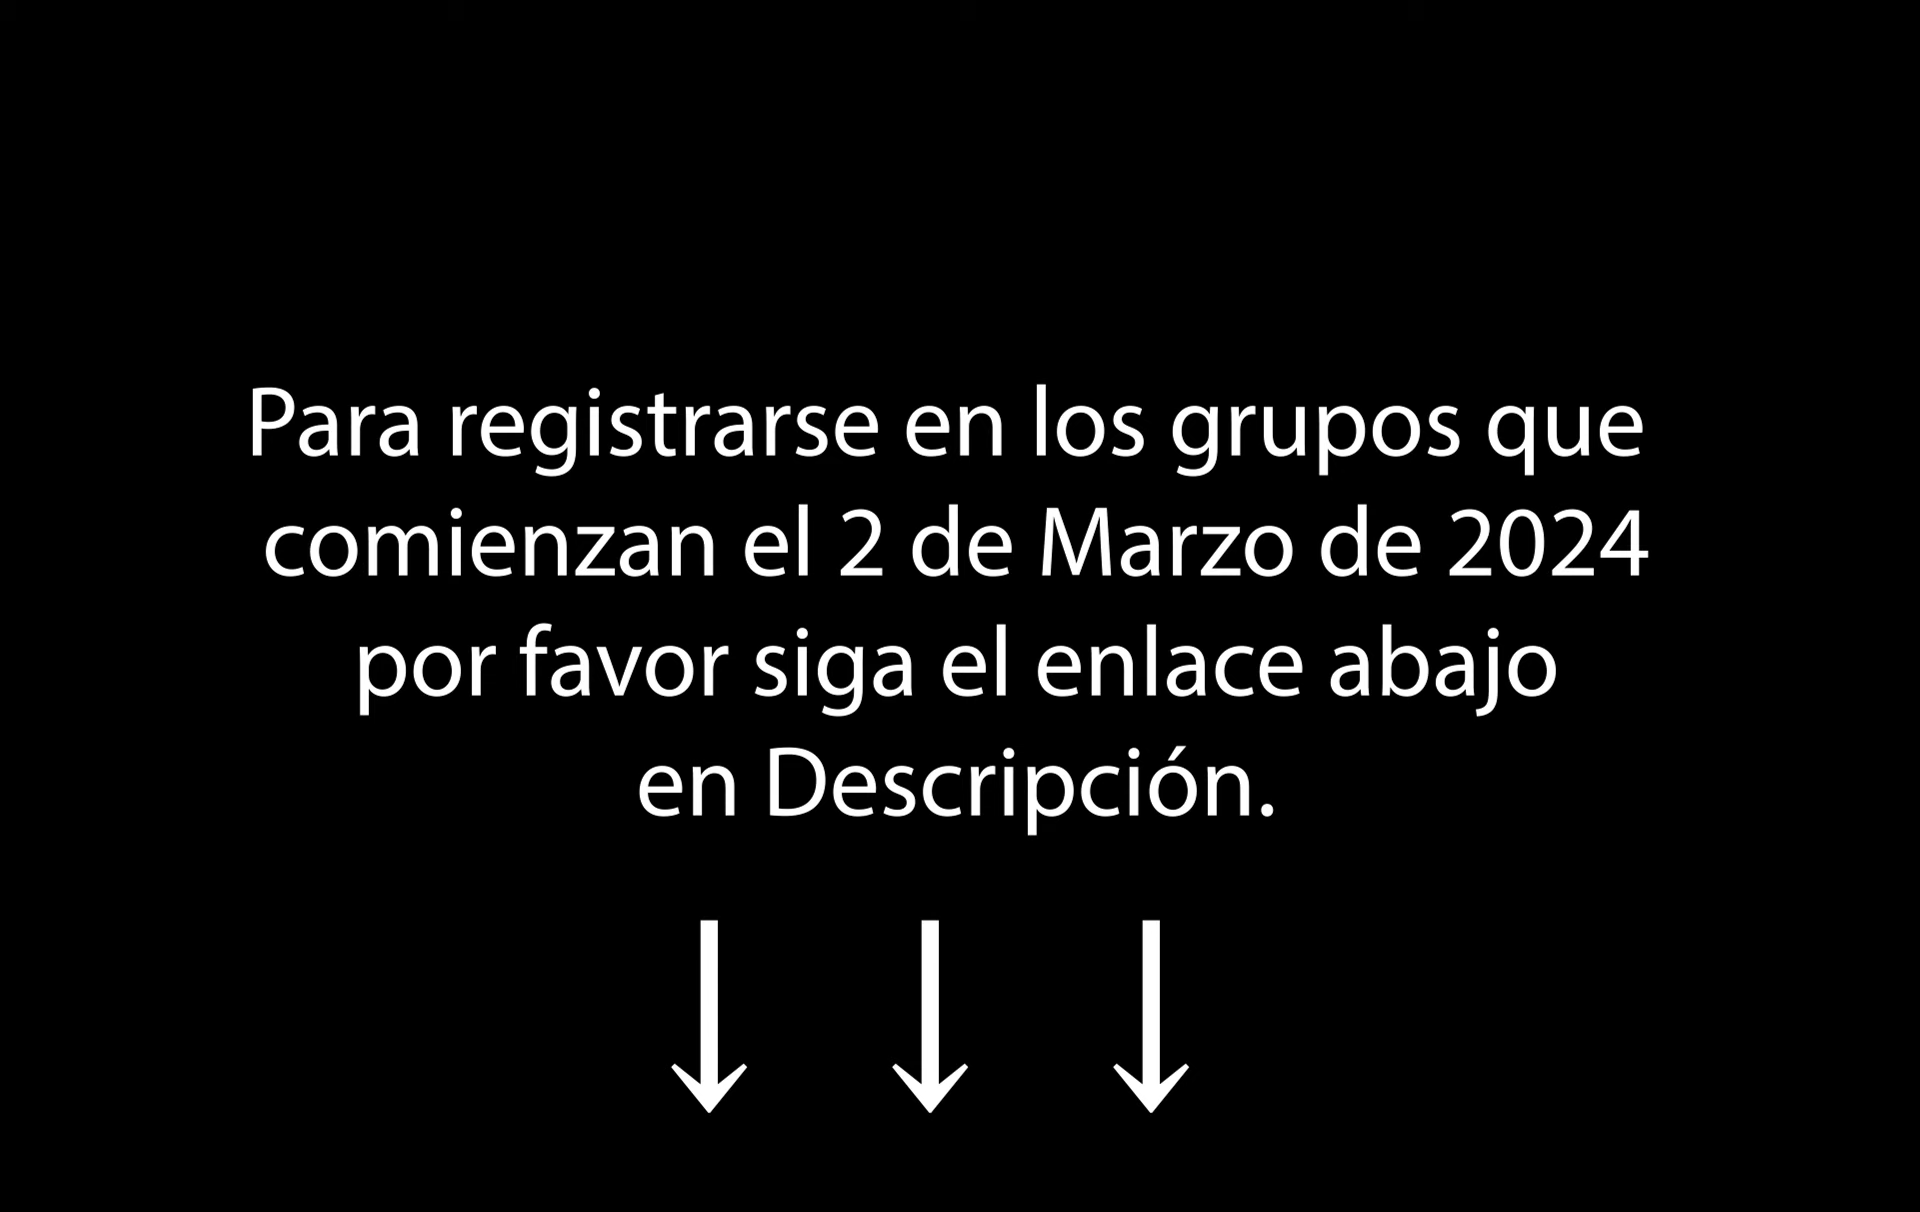 Para registrarse en los grupos que
comienzan el 2 de Marzo de 2024
por favor siga el enlace abajo
en Descripción.